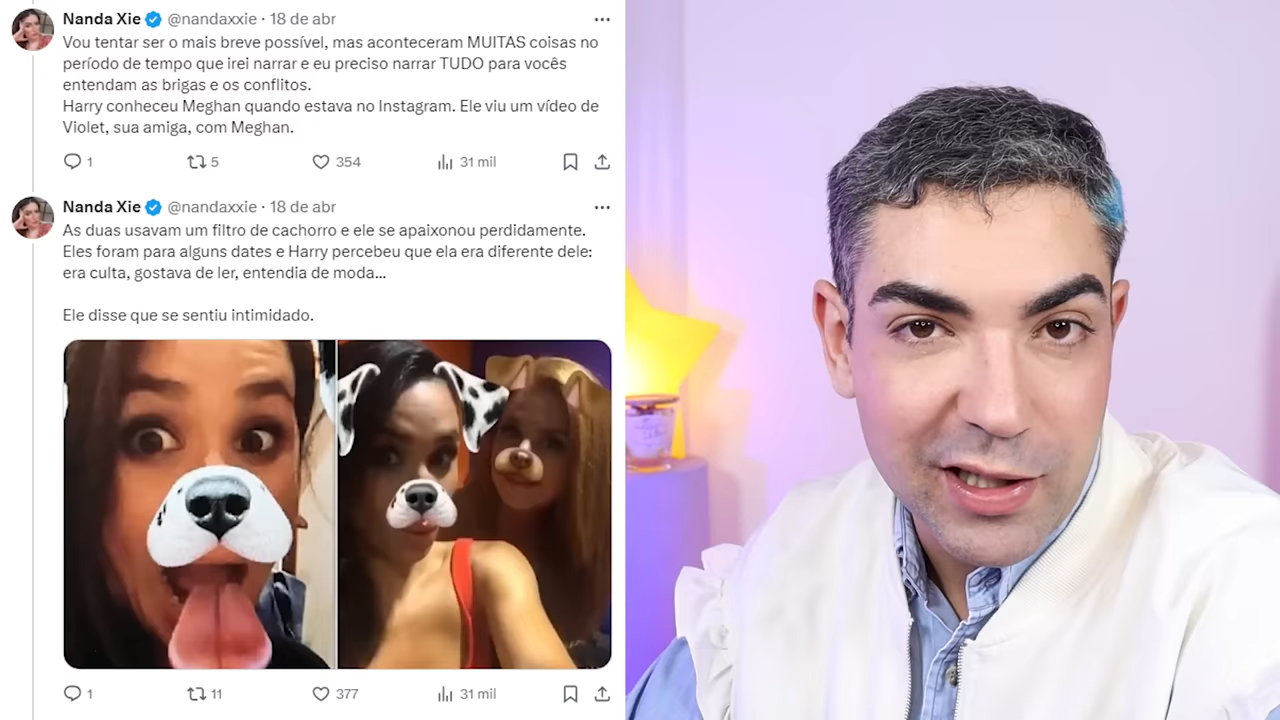 Nanda Xie @nandaxxie · 18 de abr
Vou tentar ser o mais breve possível, mas aconteceram MUITAS coisas no
período de tempo que irei narrar e eu preciso narrar TUDO para vocês
entendam as brigas e os conflitos.
Harry conheceu Meghan quando estava no Instagram. Ele viu um vídeo de
Violet, sua amiga, com Meghan.
1 5 354 31 mil
Nanda Xie @nandaxxie · 18 de abr
As duas usavam um filtro de cachorro e ele se apaixonou perdidamente.
Eles foram para alguns dates e Harry percebeu que ela era diferente dele:
era culta, gostava de ler, entendia de moda...
Ele disse que se sentiu intimidado.
1 11 377 31 mil